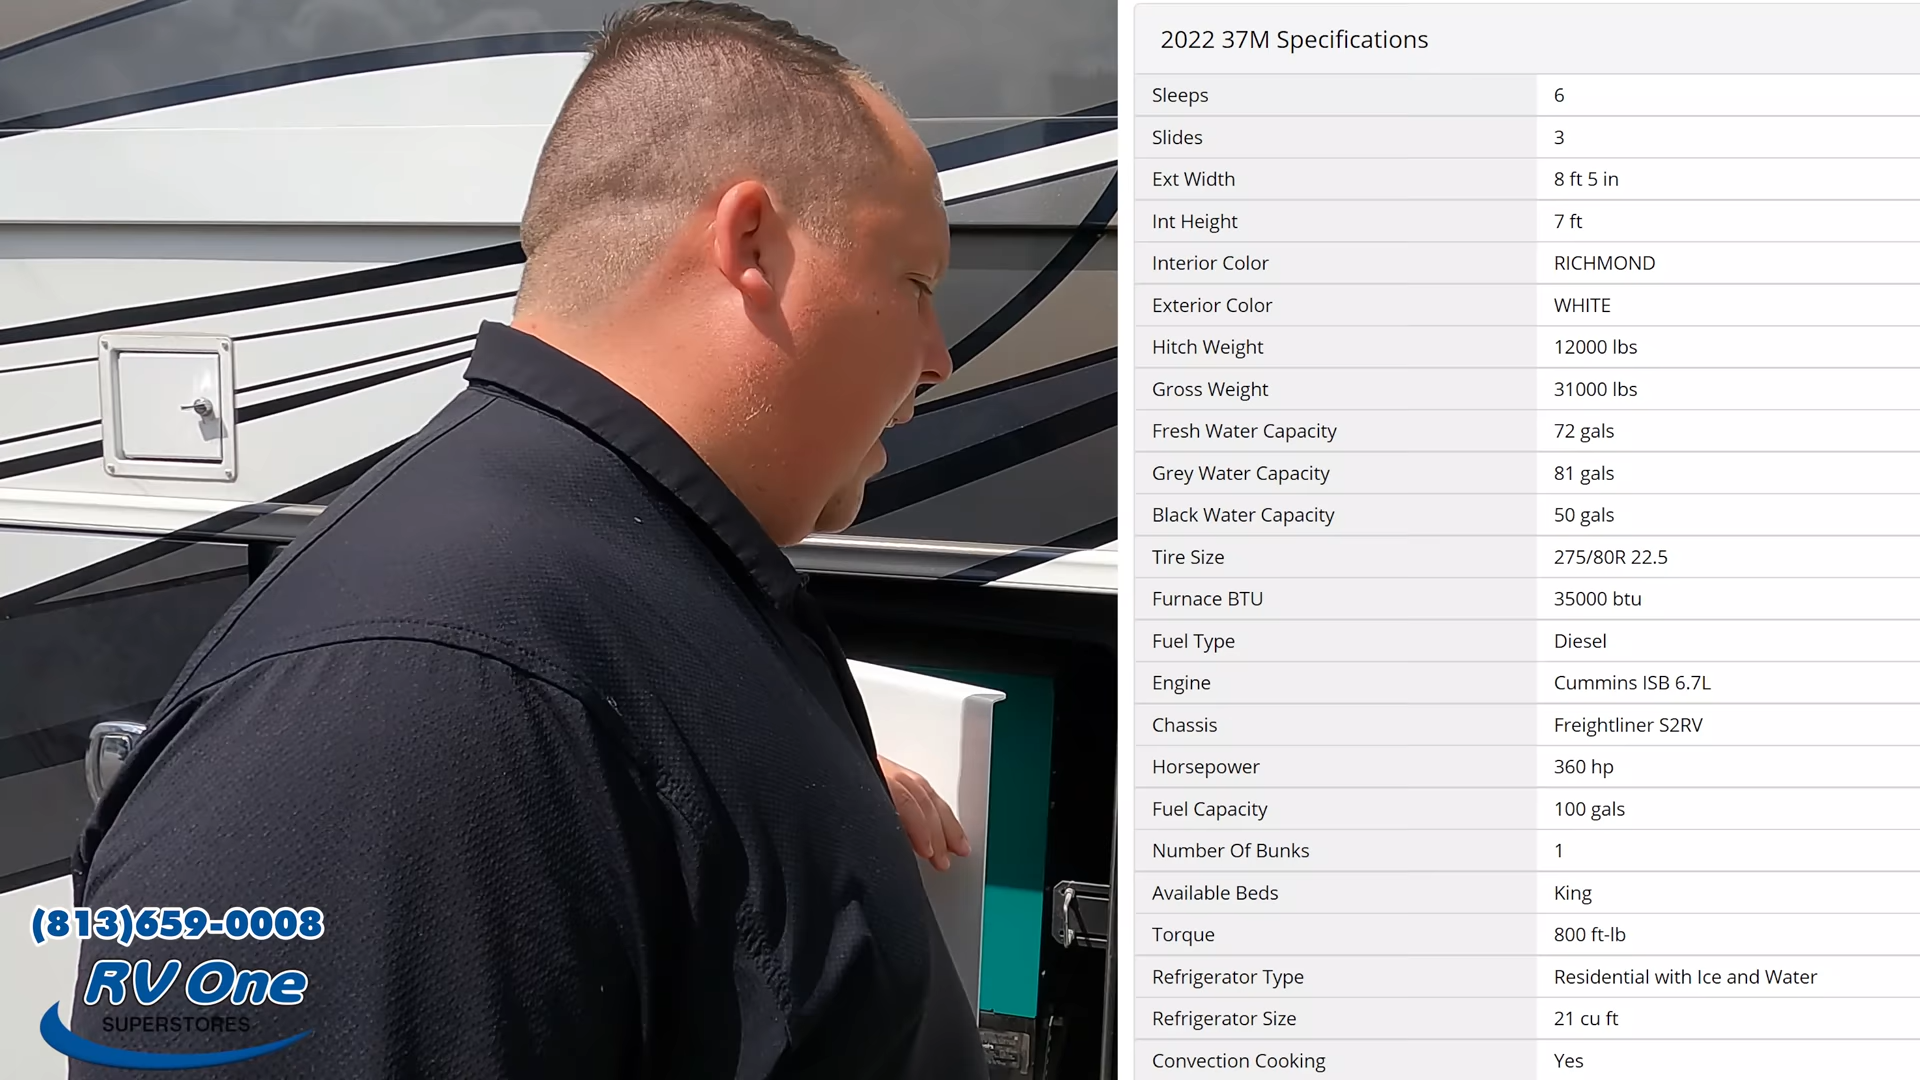 2022 37M Specifications
Sleeps 6
Slides 3
Ext Width 8 ft 5 in
Int Height 7 ft
Interior Color RICHMOND
Exterior Color WHITE
Hitch Weight 12000 lbs
Gross Weight 31000 lbs
Fresh Water Capacity 72 gals
Grey Water Capacity 81 gals
Black Water Capacity 50 gals
Tire Size 275/80R 22.5
Furnace BTU 35000 btu
Fuel Type Diesel
Engine Cummins ISB 6.7L
Chassis Freightliner S2RV
Horsepower 360 hp
Fuel Capacity 100 gals
Number Of Bunks 1
Available Beds King
Torque 800 ft-lb
Refrigerator Type Residential with Ice and Water
Refrigerator Size 21 cu ft
Convection Cooking Yes
(813)659-0008
RV One
SUPERSTORES